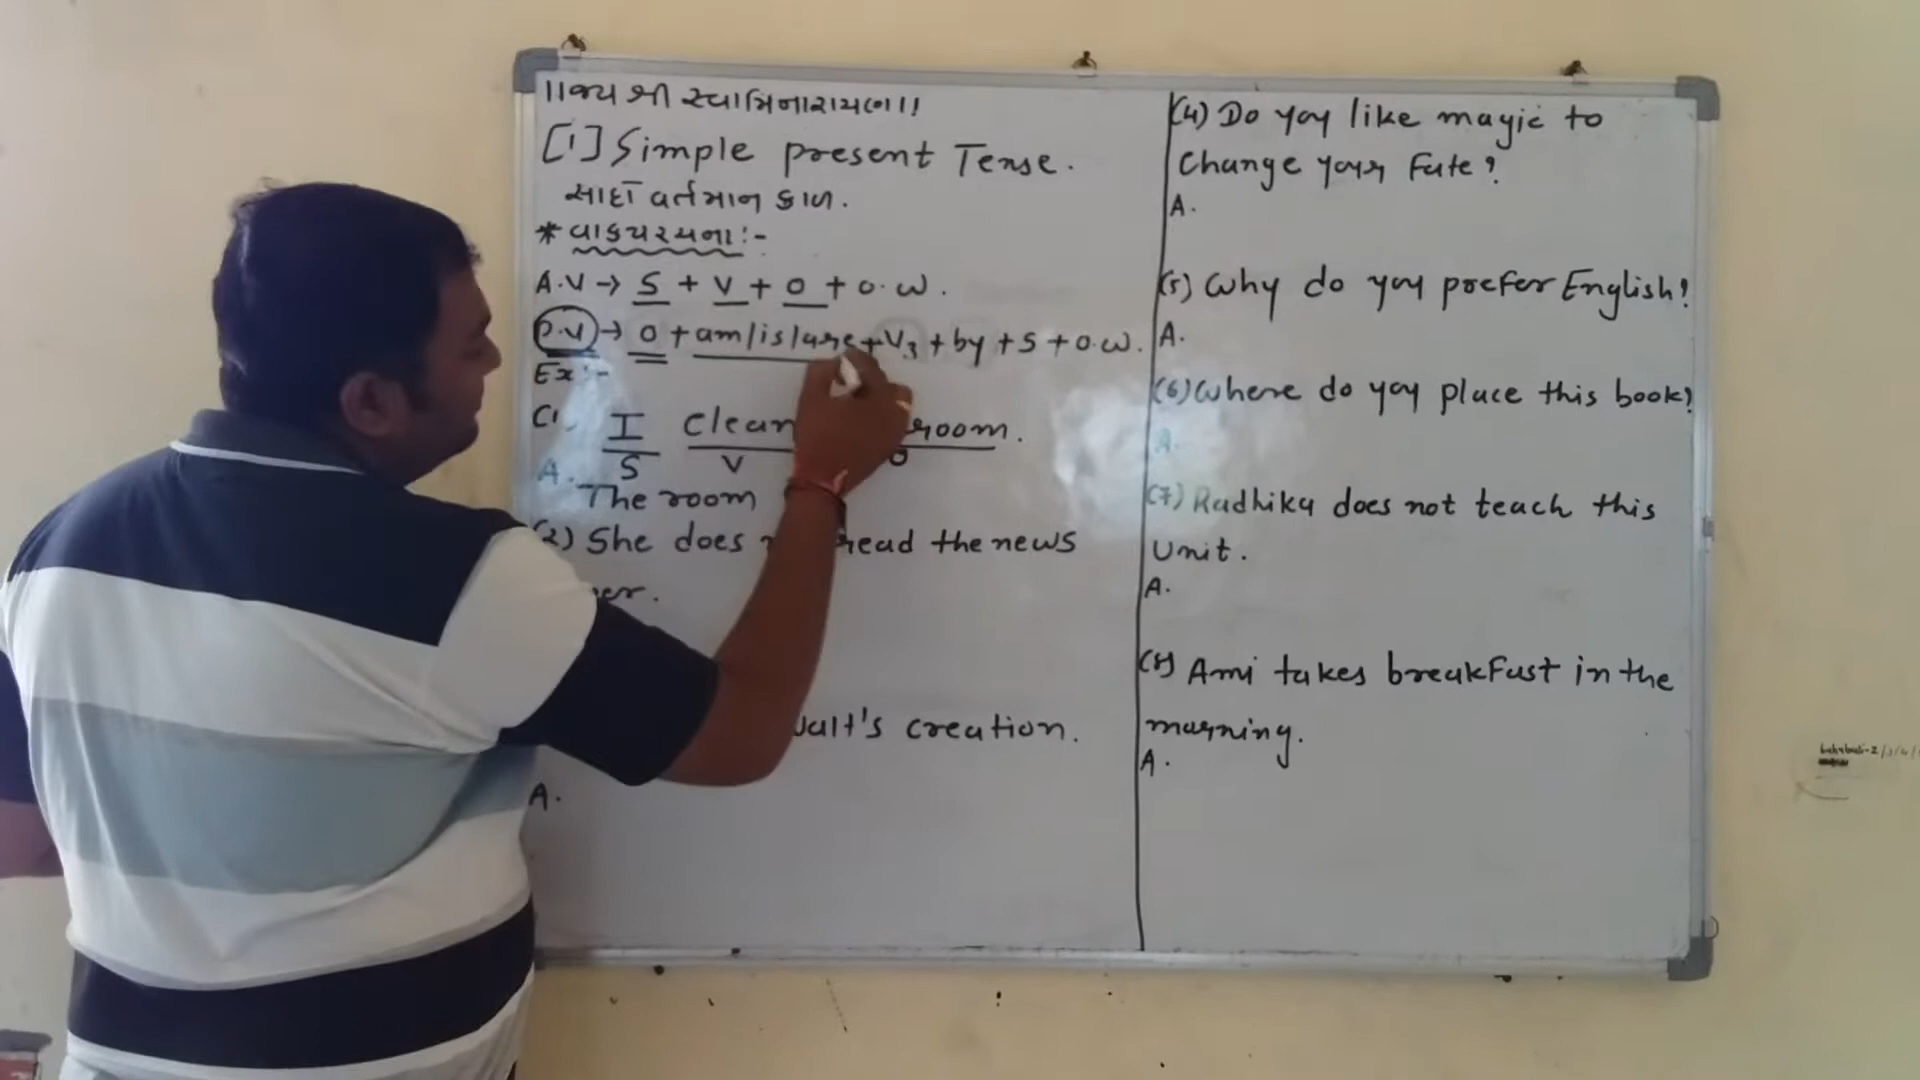 ।।જય શ્રી સ્વામિનારાયણ।।
[1] Simple present Tense.
સાદો વર્તમાન કાળ.
* વાકયરચના:-
A.V → S + V + O + O.W.
P.V → O + am/is/are + V3 + by + S + O.W.
Ex:-
(1) I clean room.
S V O
A. The room
(2) She does read the news
er.
Walt's creation.
A.
(4) Do you like magic to
Change your Fate?
A.
(5) Why do you prefer English?
A.
(6) Where do you place this book?
A.
(7) Radhika does not teach this
Unit.
A.
(8) Ami takes breakfast in the
morning.
A.